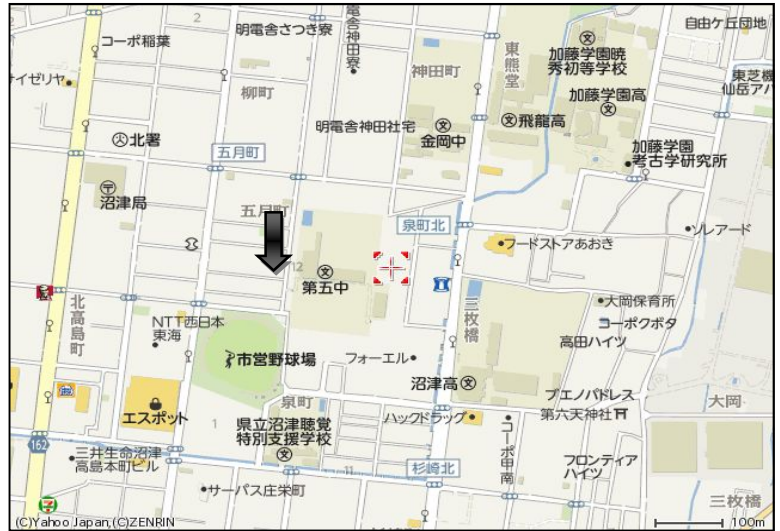 2
明電舎さつき寮
明電舎神田寮
コーポ稲葉
自由ケ丘団地
神田町
東熊堂
加藤学園暁
秀初等学校
サイゼリヤ
柳町
加藤学園高
東芝機
仙岳アパ
北署
明電舎神田社宅
金岡中
飛龍高
加藤学園
考古学研究所
五月町
沼津局
五月町
泉町北
フードストアあおき
ソレアード
12
第五中
三枚橋
大岡保育所
コーポクボタ
高田ハイツ
北高島町
NTT西日本
東海
市営野球場
フォーエル
沼津高
ブエノパドレス
第六天神社
大岡
エスポット
泉町
ハックドラッグ
コーポ甲南
1
県立沼津聴覚
特別支援学校
162
三井生命沼津
高島本町ビル
11
杉崎北
フロンティア
ハイツ
サーパス庄栄町
三枚橋
(C)Yahoo Japan,(C)ZENRIN
100m